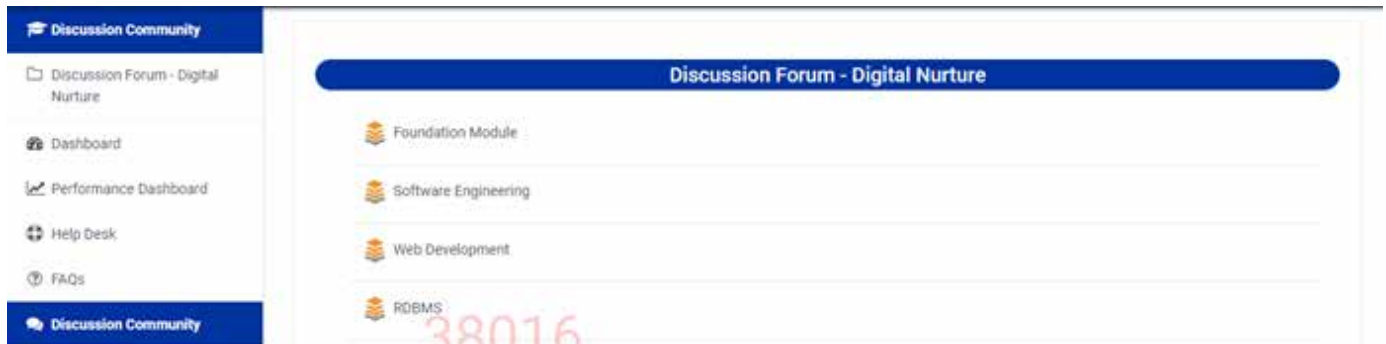 Discussion Community
Discussion Forum - Digital
Nurture
Dashboard
Performance Dashboard
Help Desk
FAQs
Discussion Community
Discussion Forum - Digital Nurture
Foundation Module
Software Engineering
Web Development
RDBMS
38016